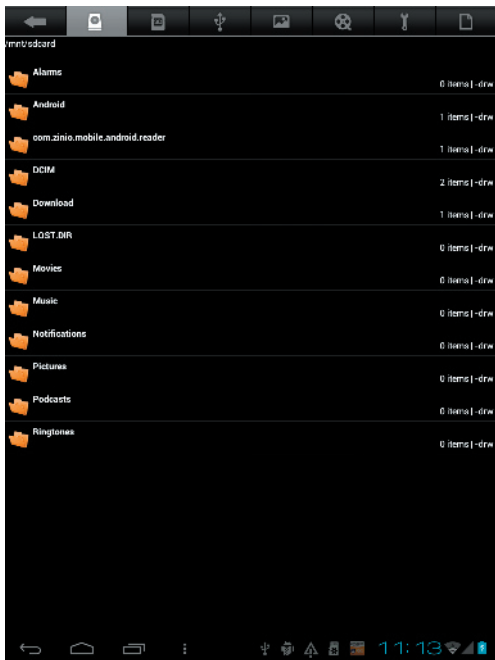 /mnt/sdcard
Alarms
0 items | -drw
Android
1 items | -drw
com.zinio.mobile.android.reader
1 items | -drw
DCIM
2 items | -drw
Download
1 items | -drw
LOST.DIR
0 items | -drw
Movies
0 items | -drw
Music
0 items | -drw
Notifications
0 items | -drw
Pictures
0 items | -drw
Podcasts
0 items | -drw
Ringtones
0 items | -drw
11:13